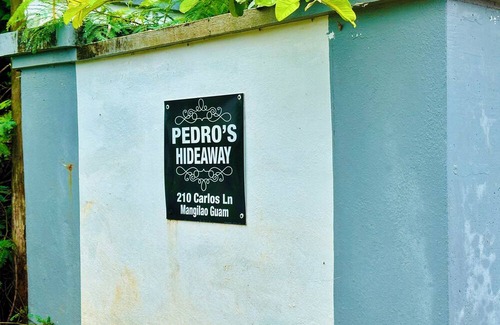 PEDRO'S
HIDEAWAY
210 Carlos Ln
Mangilao Guam